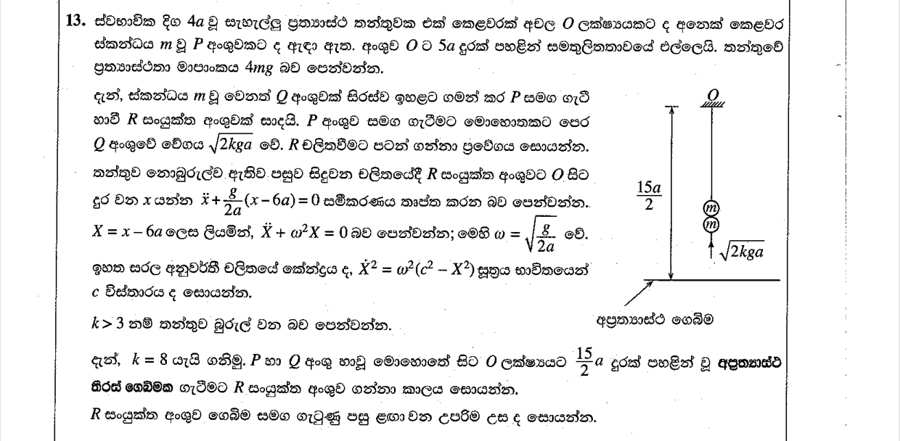 13. ස්වභාවික දිග 4a වූ සැහැල්ලු ප්‍රත්‍යාස්ථ තන්තුවක එක් කෙළවරක් අචල O ලක්ෂ්‍යයකට ද අනෙක් කෙළවර
ස්කන්ධය m වූ P අංශුවකට ද ඈඳා ඇත. අංශුව O ට 5a දුරක් පහළින් සමතුලිතතාවයේ එල්ලෙයි. තන්තුවේ
ප්‍රත්‍යාස්ථතා මාපාංකය 4mg බව පෙන්වන්න.
දැන්, ස්කන්ධය m වූ වෙනත් Q අංශුවක් සිරස්ව ඉහළට ගමන් කර P සමග ගැටී
හාවී R සංයුක්ත අංශුවක් සාදයි. P අංශුව සමග ගැටීමට මොහොතකට පෙර
Q අංශුවේ වේගය √2kga වේ. R චලිතවීමට පටන් ගන්නා ප්‍රවේගය සොයන්න.
තන්තුව නොබුරුල්ව ඇතිව පසුව සිදුවන චලිතයේදී R සංයුක්ත අංශුවට O සිට
දුර වන x යන්න ẍ + g/2a (x − 6a) = 0 සමීකරණය තෘප්ත කරන බව පෙන්වන්න.
X = x − 6a ලෙස ලියමින්, Ẍ + ω²X = 0 බව පෙන්වන්න; මෙහි ω = √g/2a වේ.
ඉහත සරල අනුවර්තී චලිතයේ කේන්ද්‍රය ද, Ẋ² = ω²(c² − X²) සූත්‍රය භාවිතයෙන්
c විස්තාරය ද සොයන්න.
k > 3 නම් තන්තුව බුරුල් වන බව පෙන්වන්න.
දැන්, k = 8 යැයි ගනිමු. P හා Q අංශු හාවූ මොහොතේ සිට O ලක්ෂ්‍යයට 15/2 a දුරක් පහළින් වූ අප්‍රත්‍යාස්ථ
තිරස් ගෙබිමක ගැටීමට R සංයුක්ත අංශුව ගන්නා කාලය සොයන්න.
R සංයුක්ත අංශුව ගෙබිම සමග ගැටුණු පසු ළඟා වන උපරිම උස ද සොයන්න.
O
15a/2
m
m
√2kga
අප්‍රත්‍යාස්ථ ගෙබිම